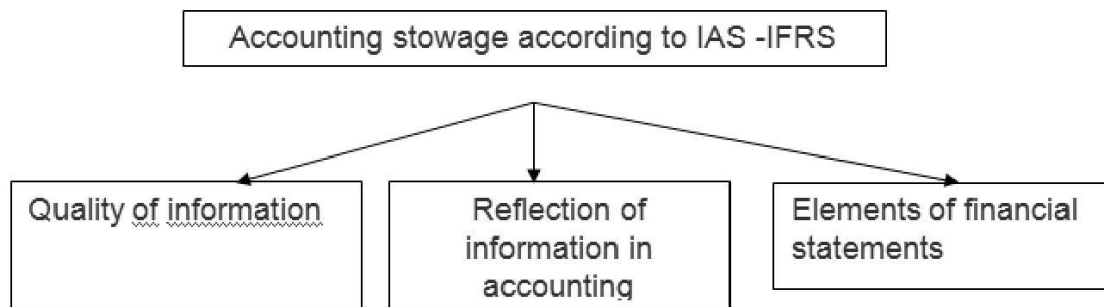 Accounting stowage according to IAS -IFRS
Quality of information
Reflection of
information in
accounting
Elements of financial
statements